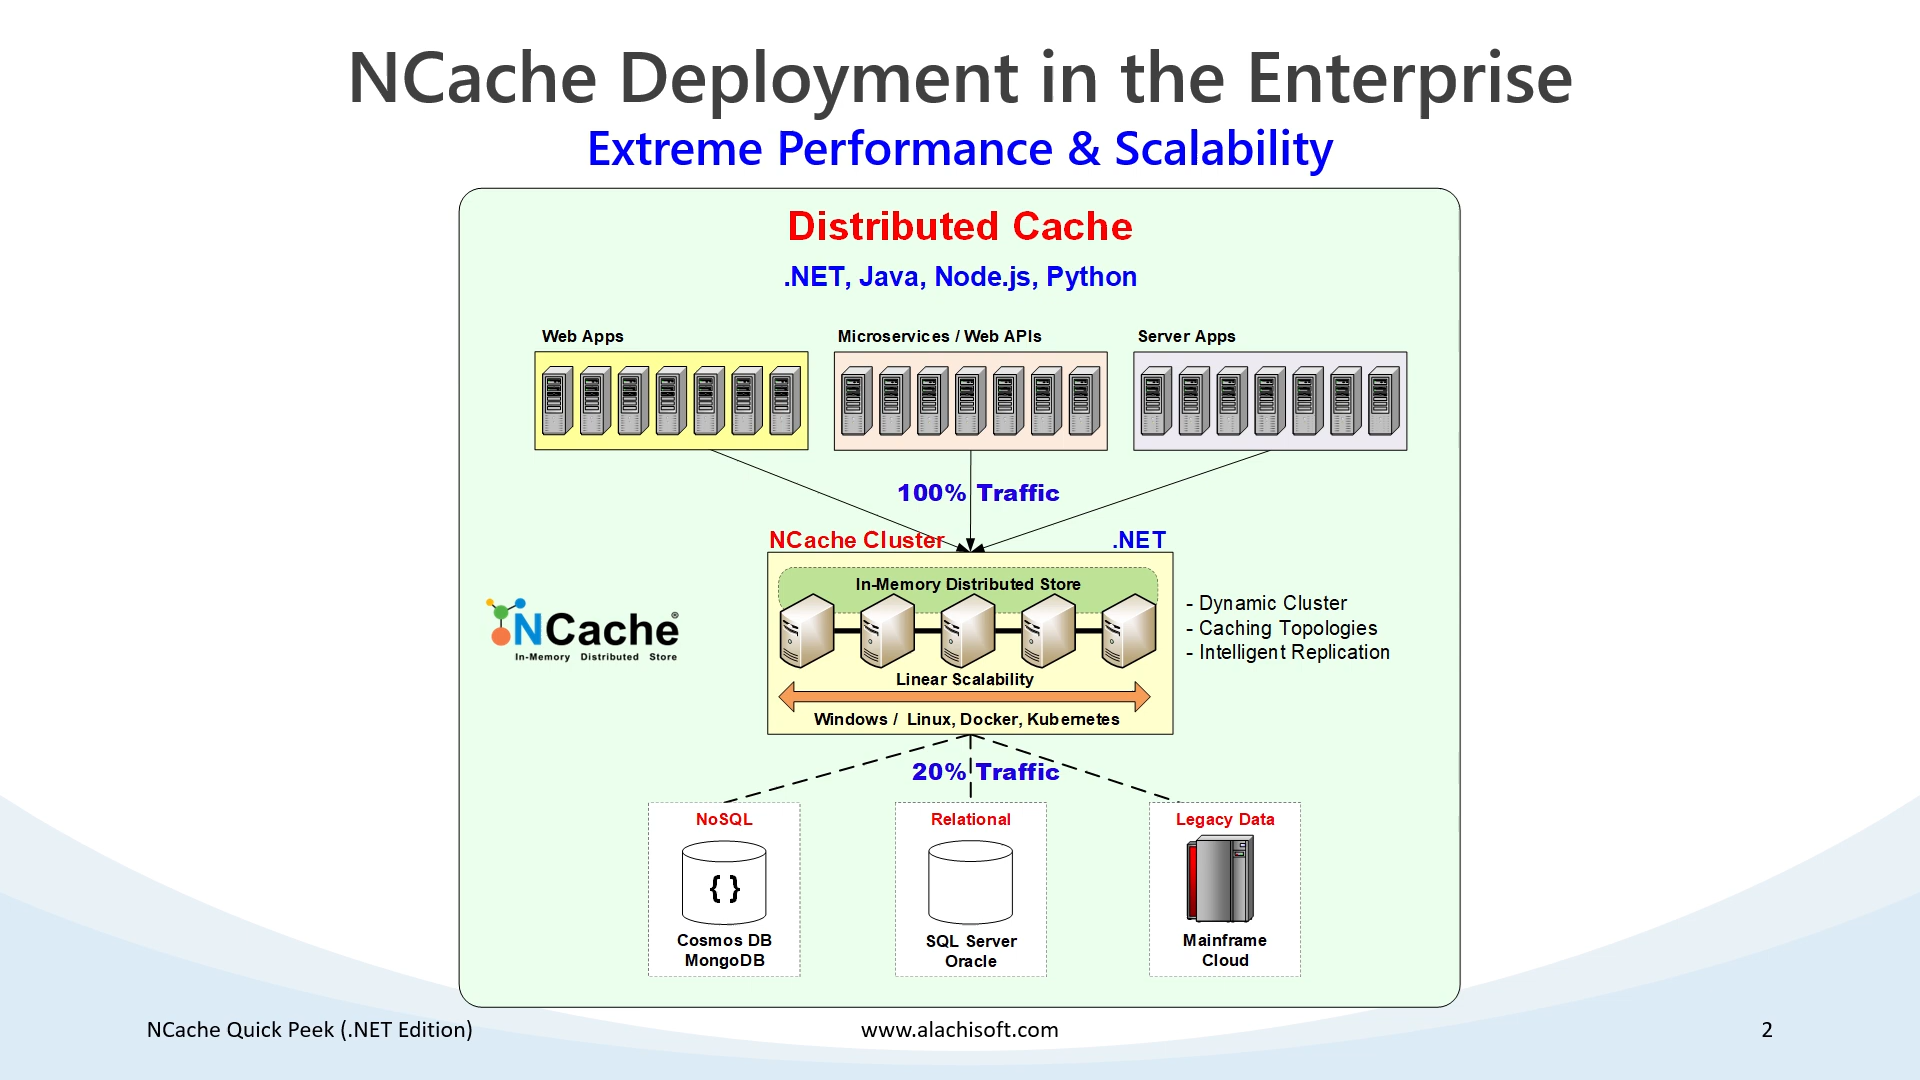 NCache Deployment in the Enterprise
Extreme Performance & Scalability
Distributed Cache
.NET, Java, Node.js, Python
Web Apps
Microservices / Web APIs
Server Apps
100% Traffic
NCache Cluster
.NET
In-Memory Distributed Store
NCache®
In-Memory Distributed Store
- Dynamic Cluster
- Caching Topologies
- Intelligent Replication
Linear Scalability
Windows / Linux, Docker, Kubernetes
20% Traffic
NoSQL
{ }
Cosmos DB
MongoDB
Relational
SQL Server
Oracle
Legacy Data
Mainframe
Cloud
NCache Quick Peek (.NET Edition)
www.alachisoft.com
2